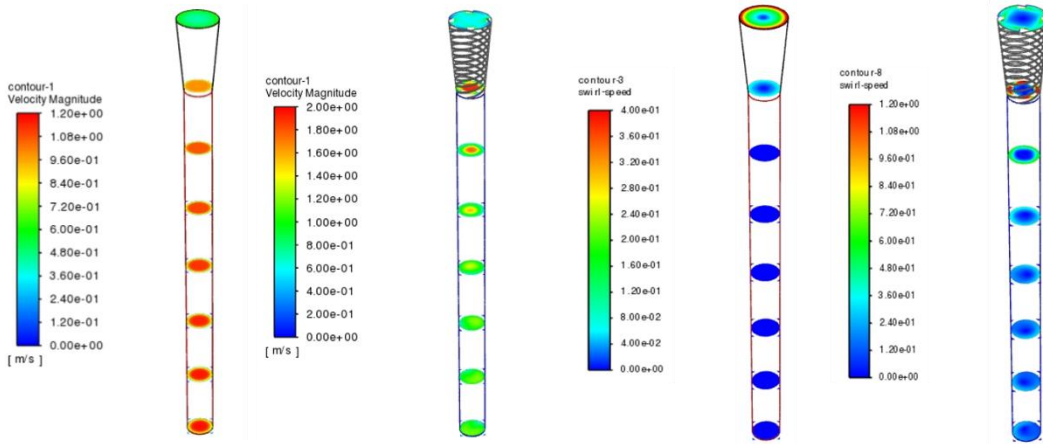 contour-1
Velocity Magnitude
1.20e+00
1.08e+00
9.60e-01
8.40e-01
7.20e-01
6.00e-01
4.80e-01
3.60e-01
2.40e-01
1.20e-01
0.00e+00
[ m/s ]
contour-1
Velocity Magnitude
2.00e+00
1.80e+00
1.60e+00
1.40e+00
1.20e+00
1.00e+00
8.00e-01
6.00e-01
4.00e-01
2.00e-01
0.00e+00
[ m/s ]
contour-3
swirl-speed
4.00e-01
3.60e-01
3.20e-01
2.80e-01
2.40e-01
2.00e-01
1.60e-01
1.20e-01
8.00e-02
4.00e-02
0.00e+00
contour-8
swirl-speed
1.20e+00
1.08e+00
9.60e-01
8.40e-01
7.20e-01
6.00e-01
4.80e-01
3.60e-01
2.40e-01
1.20e-01
0.00e+00